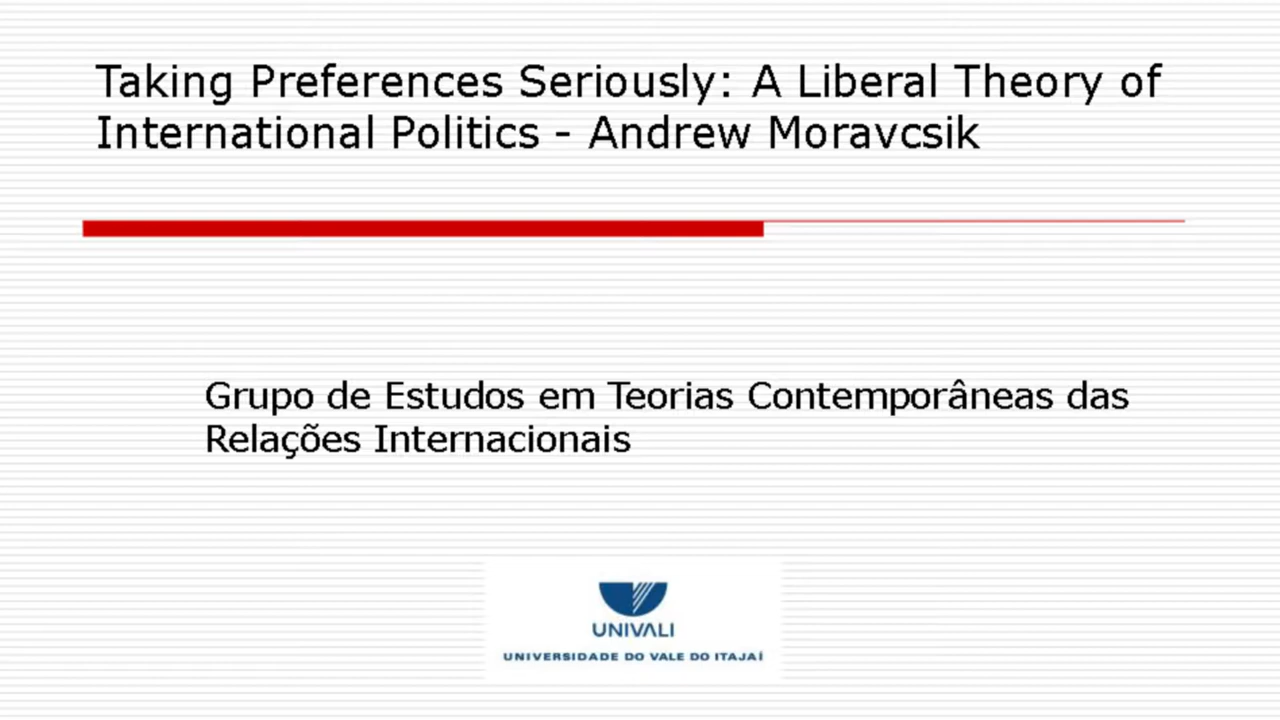 Taking Preferences Seriously: A Liberal Theory of
International Politics - Andrew Moravcsik
Grupo de Estudos em Teorias Contemporâneas das
Relações Internacionais
UNIVALI
UNIVERSIDADE DO VALE DO ITAJAÍ